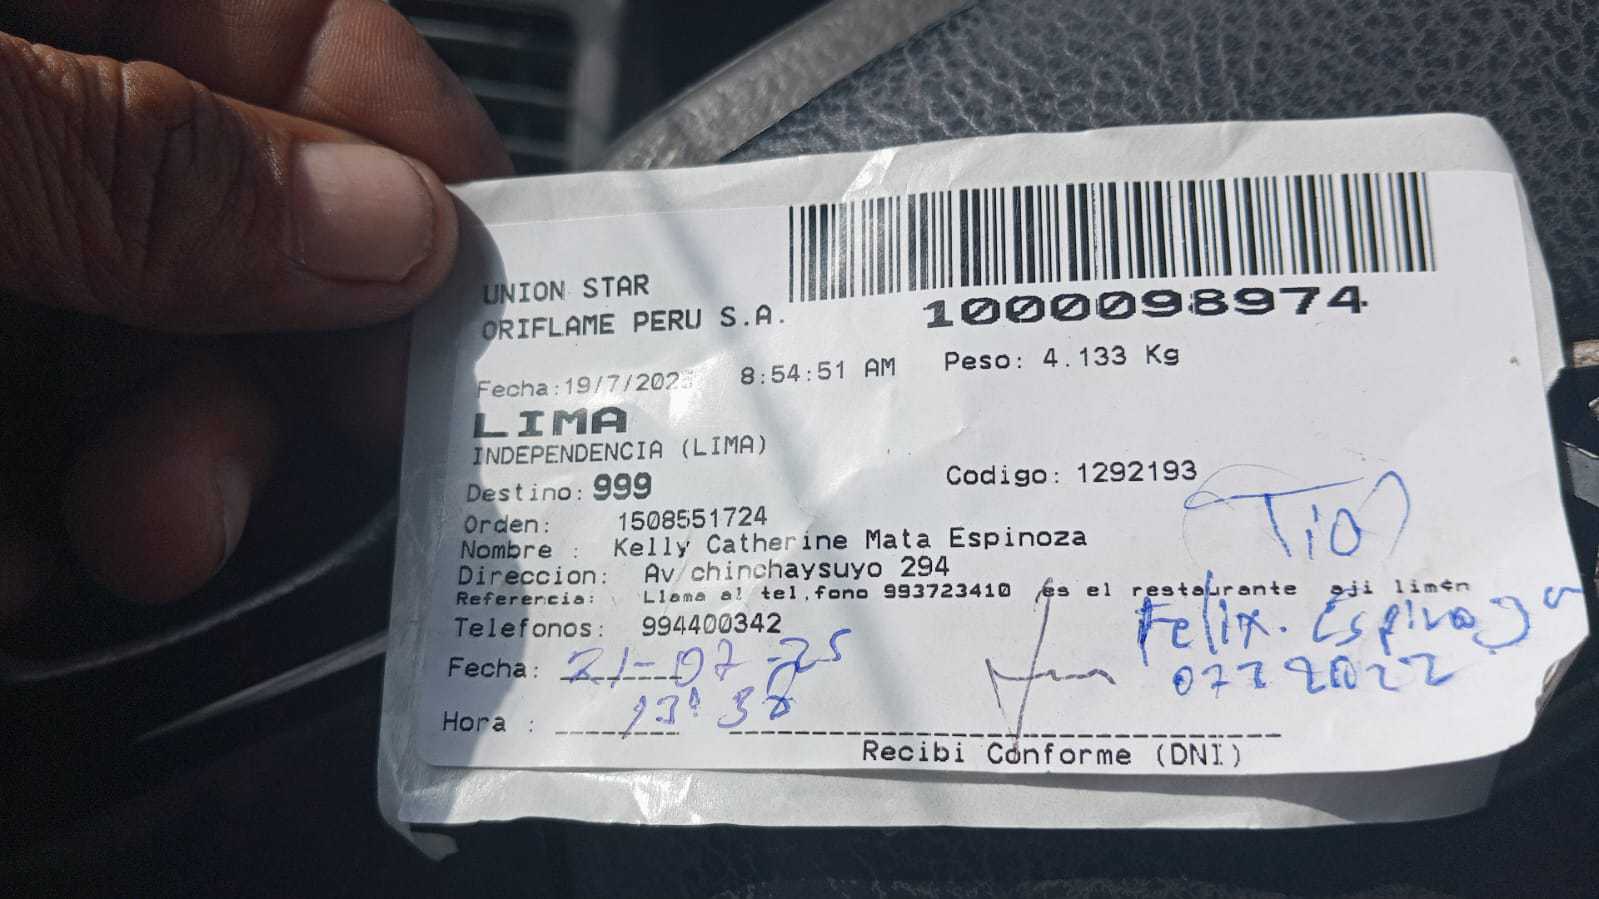 UNION STAR
ORIFLAME PERU S.A.
1000098974
Fecha:19/7/2025 8:54:51 AM Peso: 4.133 Kg
LIMA
INDEPENDENCIA (LIMA)
Destino: 999 Codigo: 1292193
Orden: 1508551724
TiO
Nombre : Kelly Catherine Mata Espinoza
Direccion: Av chinchaysuyo 294
Referencia: Llama al tel,fono 993723410 es el restaurante aji limón
Telefonos: 994400342
Felix. Espinoza
Fecha: 21-07-25
Hora : 13:38
Recibi Conforme (DNI)